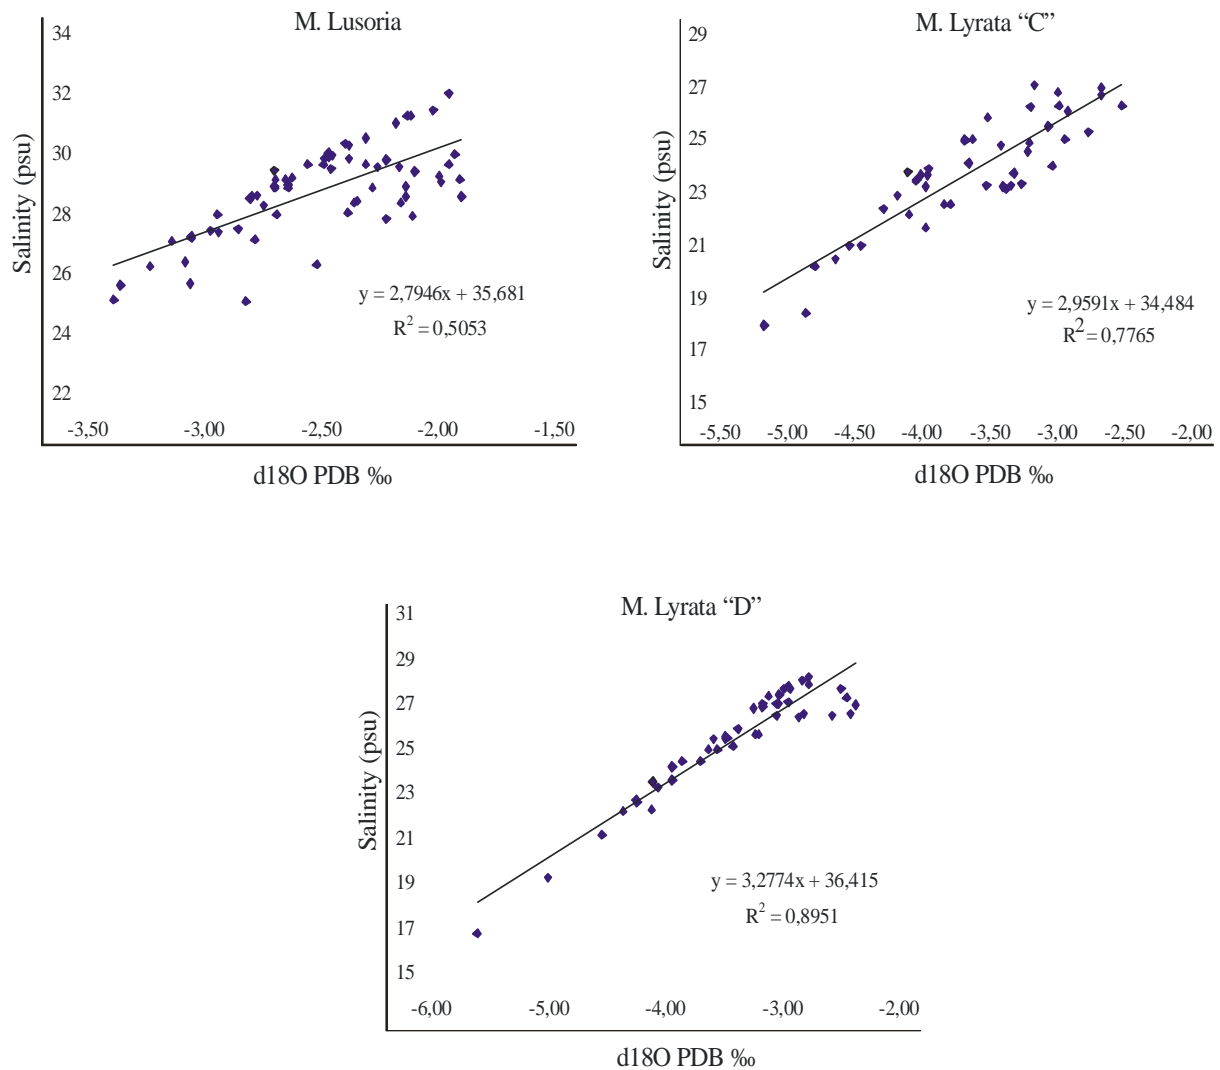 M. Lusoria
34
32
30
28
26
24
22
Salinity (psu)
y = 2,7946x + 35,681
R² = 0,5053
-3,50 -3,00 -2,50 -2,00 -1,50
d18O PDB ‰
M. Lyrata “C”
29
27
25
23
21
19
17
15
Salinity (psu)
y = 2,9591x + 34,484
R² = 0,7765
-5,50 -5,00 -4,50 -4,00 -3,50 -3,00 -2,50 -2,00
d18O PDB ‰
M. Lyrata “D”
31
29
27
25
23
21
19
17
15
Salinity (psu)
y = 3,2774x + 36,415
R² = 0,8951
-6,00 -5,00 -4,00 -3,00 -2,00
d18O PDB ‰